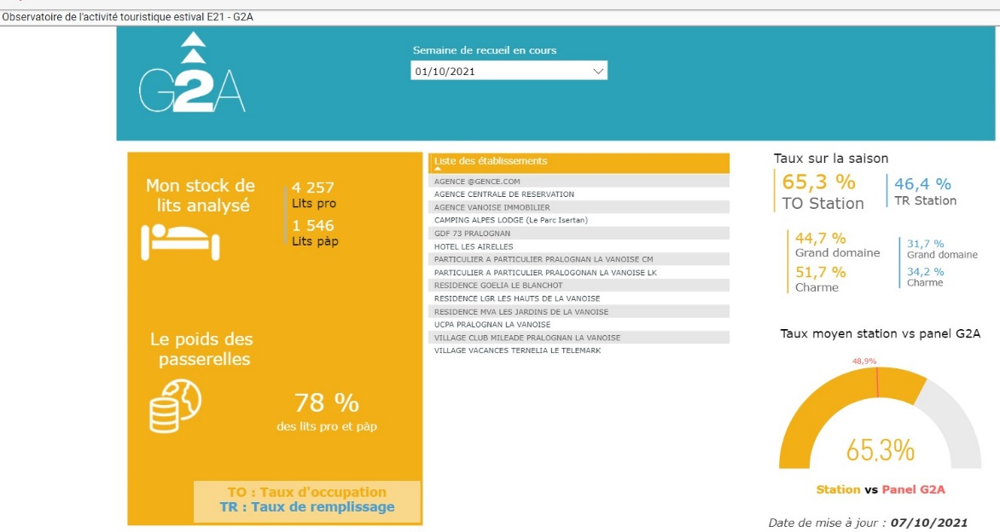 Observatoire de l'activité touristique estival E21 - G2A
G2A
Semaine de recueil en cours
01/10/2021
Mon stock de
lits analysé
4 257
Lits pro
1 546
Lits pàp
Le poids des
passerelles
78 %
des lits pro et pàp
TO : Taux d'occupation
TR : Taux de remplissage
Liste des établissements
AGENCE @GENCE.COM
AGENCE CENTRALE DE RESERVATION
AGENCE VANOISE IMMOBILIER
CAMPING ALPES LODGE (Le Parc Isertan)
GDF 73 PRALOGNAN
HOTEL LES AIRELLES
PARTICULIER A PARTICULIER PRALOGNAN LA VANOISE CM
PARTICULIER A PARTICULIER PRALOGONAN LA VANOISE LK
RESIDENCE GOELIA LE BLANCHOT
RESIDENCE LGR LES HAUTS DE LA VANOISE
RESIDENCE MVA LES JARDINS DE LA VANOISE
UCPA PRALOGNAN LA VANOISE
VILLAGE CLUB MILEADE PRALOGNAN LA VANOISE
VILLAGE VACANCES TERNELIA LE TELEMARK
Taux sur la saison
65,3 %
TO Station
46,4 %
TR Station
44,7 %
Grand domaine
51,7 %
Charme
31,7 %
Grand domaine
34,2 %
Charme
Taux moyen station vs panel G2A
48,9%
65,3%
Station vs Panel G2A
Date de mise à jour : 07/10/2021